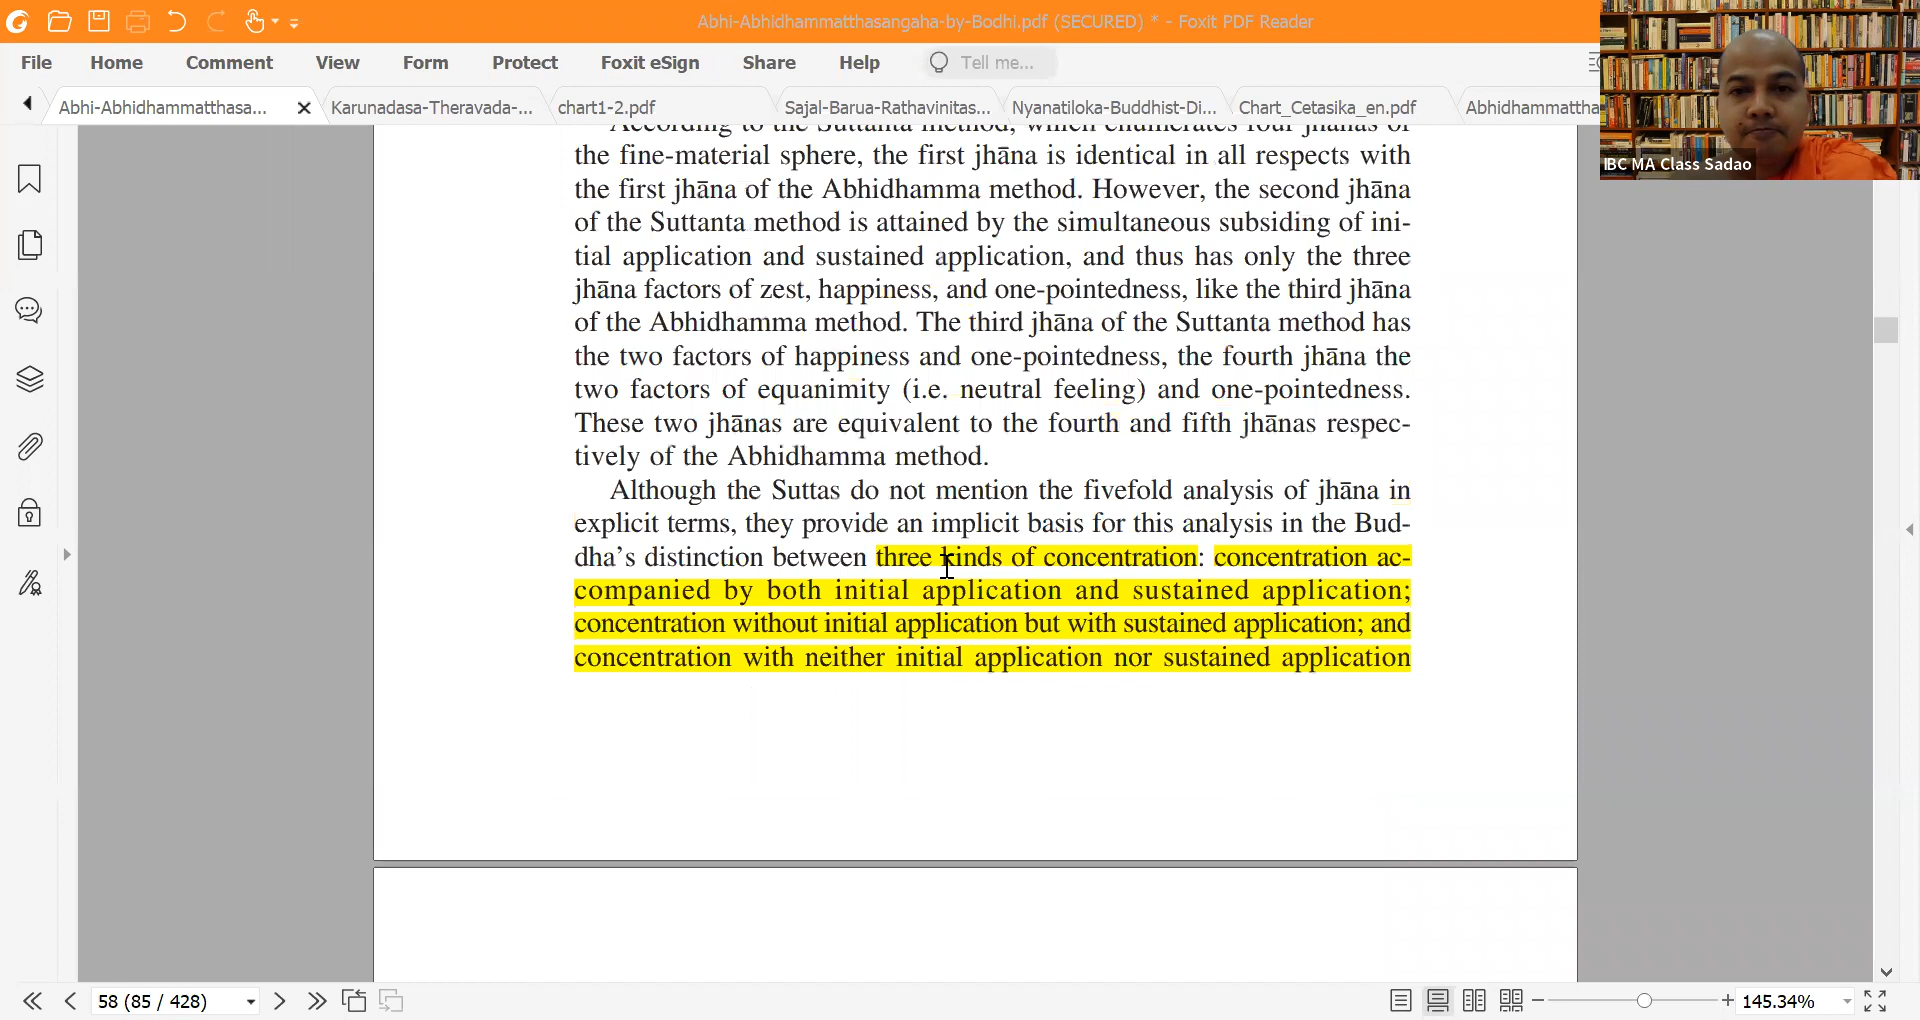 Abhi-Abhidhammatthasangaha-by-Bodhi.pdf (SECURED) * - Foxit PDF Reader
File Home Comment View Form Protect Foxit eSign Share Help Tell me...
Abhi-Abhidhammatthasa... Karunadasa-Theravada-... chart1-2.pdf Sajal-Barua-Rathavinitas... Nyanatiloka-Buddhist-Di... Chart_Cetasika_en.pdf Abhidhammattha
IBC MA Class Sadao
According to the Suttanta method, which enumerates four jhānas of
the fine-material sphere, the first jhāna is identical in all respects with
the first jhāna of the Abhidhamma method. However, the second jhāna
of the Suttanta method is attained by the simultaneous subsiding of ini-
tial application and sustained application, and thus has only the three
jhāna factors of zest, happiness, and one-pointedness, like the third jhāna
of the Abhidhamma method. The third jhāna of the Suttanta method has
the two factors of happiness and one-pointedness, the fourth jhāna the
two factors of equanimity (i.e. neutral feeling) and one-pointedness.
These two jhānas are equivalent to the fourth and fifth jhānas respec-
tively of the Abhidhamma method.
Although the Suttas do not mention the fivefold analysis of jhāna in
explicit terms, they provide an implicit basis for this analysis in the Bud-
dha's distinction between three kinds of concentration: concentration ac-
companied by both initial application and sustained application;
concentration without initial application but with sustained application; and
concentration with neither initial application nor sustained application
58 (85 / 428)
145.34%